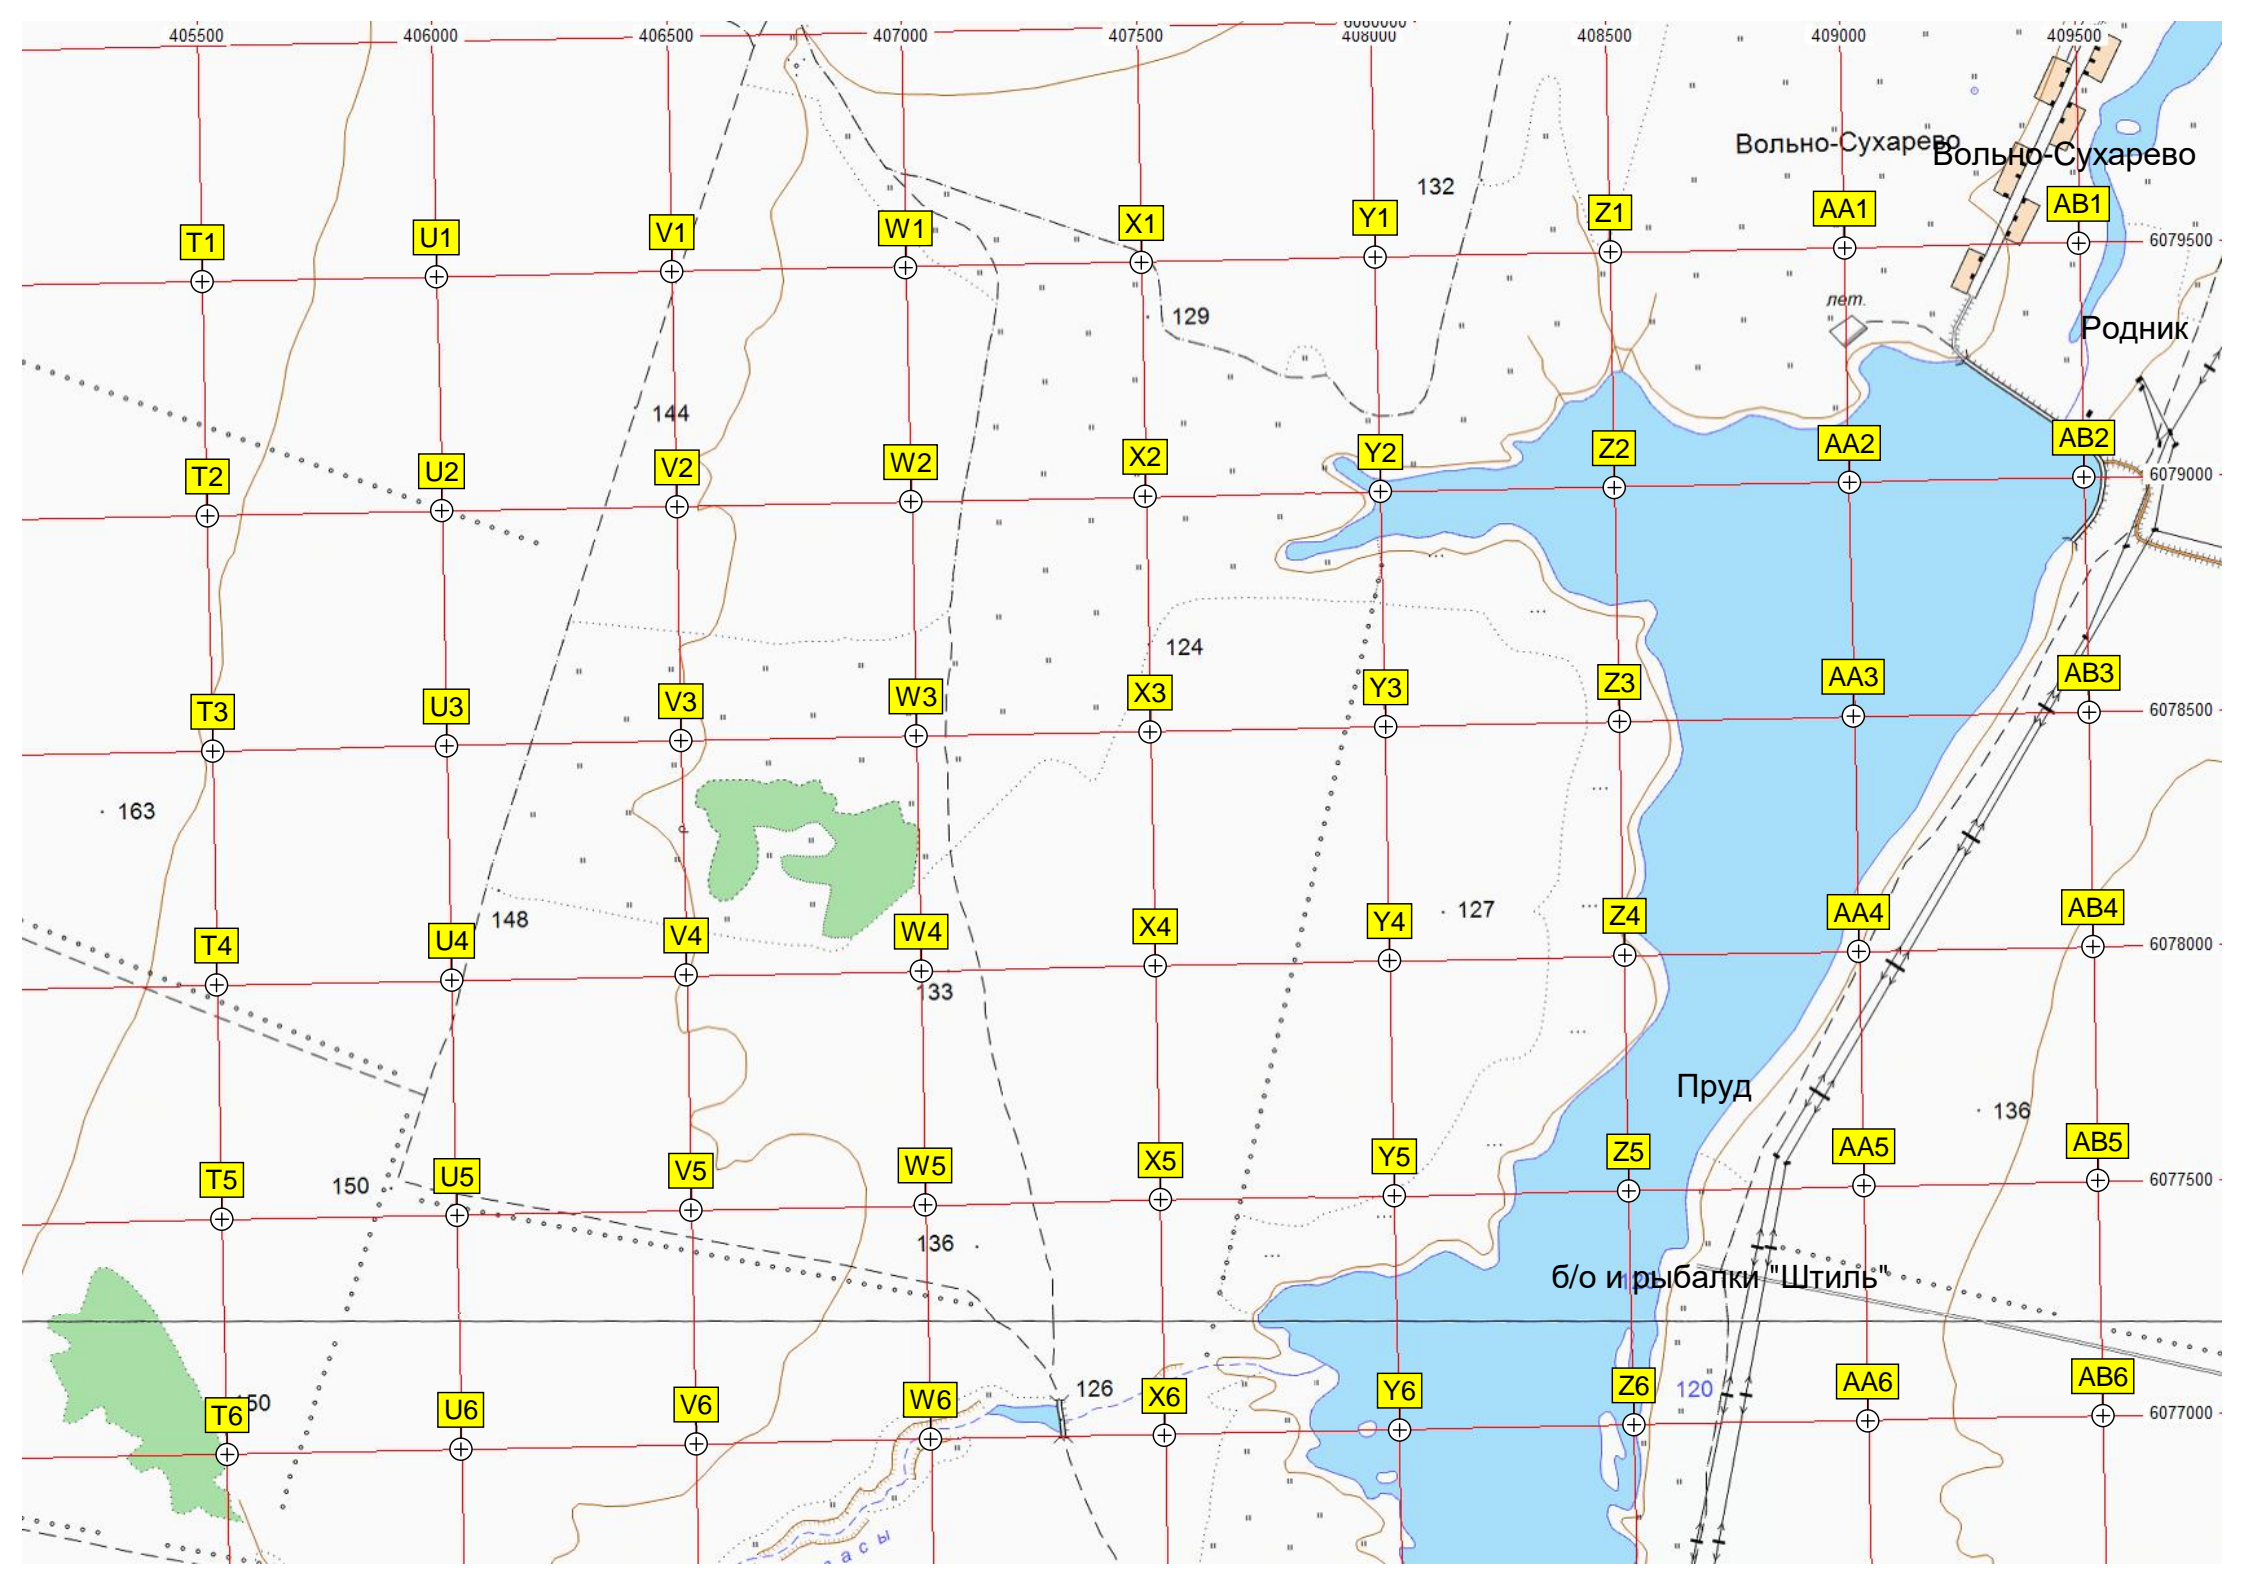 6060000
405500 406000 406500 407000 407500 408000 408500 409000 409500
Вольно-Сухарево
Вольно-Сухарево
132
T1 U1 V1 W1 X1 Y1 Z1 AA1 AB1
6079500
лет.
129
Родник
144
T2 U2 V2 W2 X2 Y2 Z2 AA2 AB2
6079000
124
T3 U3 V3 W3 X3 Y3 Z3 AA3 AB3
6078500
163
148
127
T4 U4 V4 W4 X4 Y4 Z4 AA4 AB4
6078000
133
Пруд
136
T5 U5 V5 W5 X5 Y5 Z5 AA5 AB5
150
6077500
136
б/о и рыбалки "Штиль"
126
120
T6 U6 V6 W6 X6 Y6 Z6 AA6 AB6
6077000
асы